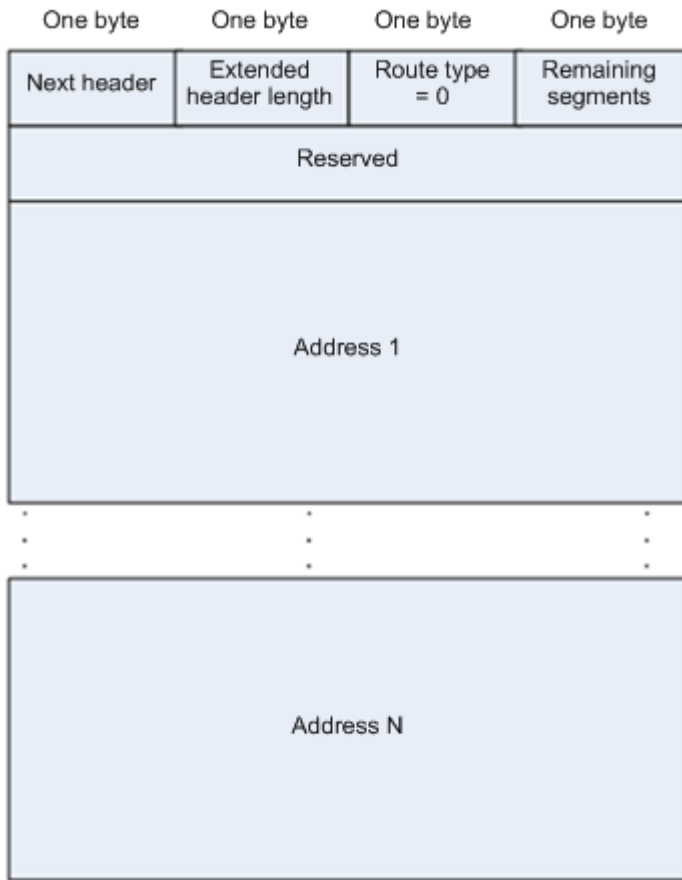 One byte One byte One byte One byte
Next header Extended header length Route type = 0 Remaining segments
Reserved
Address 1
Address N